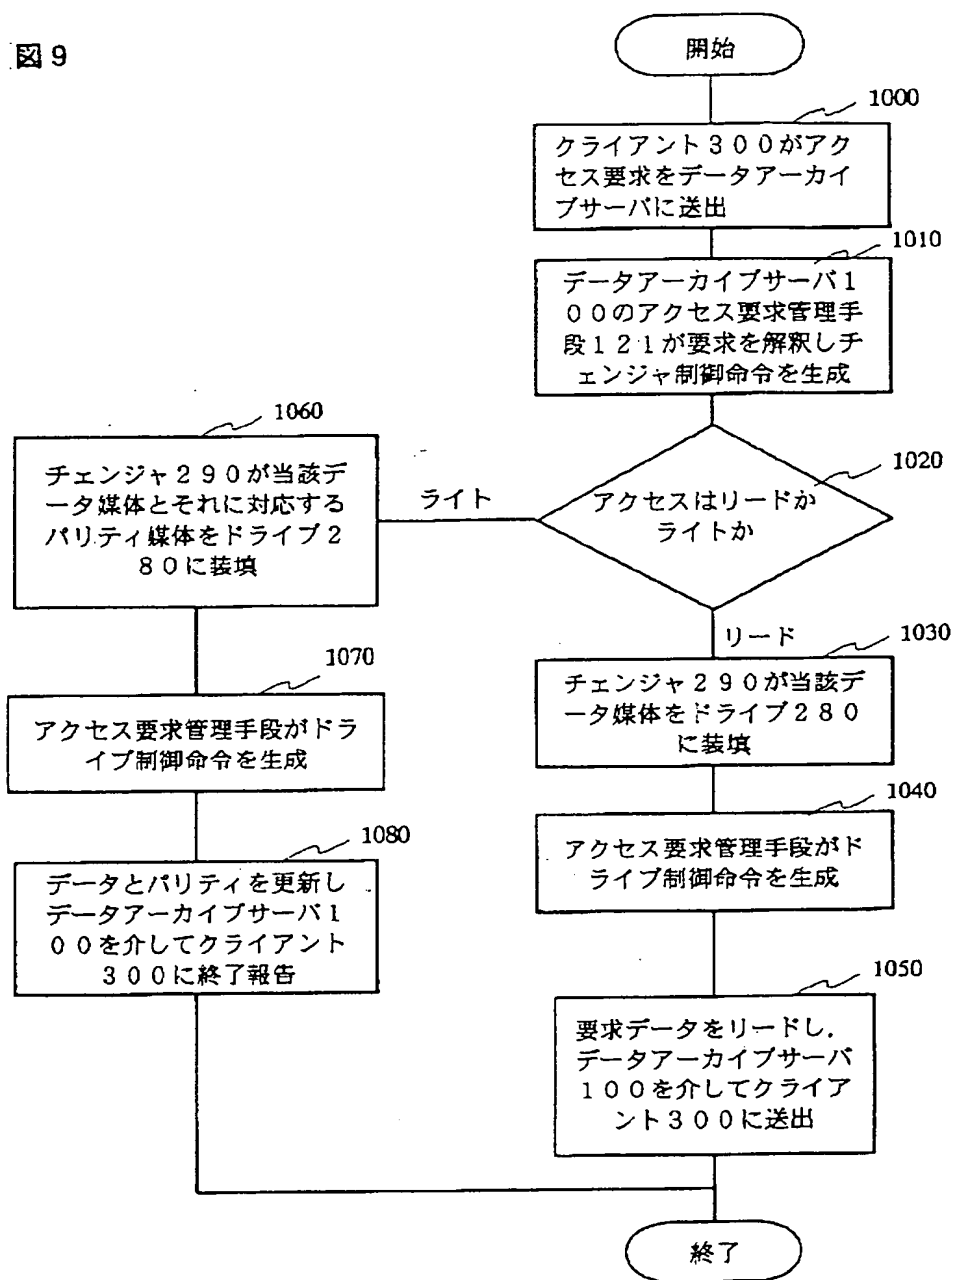 図9
開始
1000
クライアント300がアク
セス要求をデータアーカイ
ブサーバに送出
1010
データアーカイブサーバ1
00のアクセス要求管理手
段121が要求を解釈しチ
ェンジャ制御命令を生成
1020
アクセスはリードか
ライトか
ライト
1060
チェンジャ290が当該デ
ータ媒体とそれに対応する
パリティ媒体をドライブ2
80に装填
リード
1030
チェンジャ290が当該デ
ータ媒体をドライブ280
に装填
1070
アクセス要求管理手段がドラ
イブ制御命令を生成
1040
アクセス要求管理手段がド
ライブ制御命令を生成
1080
データとパリティを更新し
データアーカイブサーバ1
00を介してクライアント
300に終了報告
1050
要求データをリードし.
データアーカイブサーバ
100を介してクライア
ント300に送出
終了